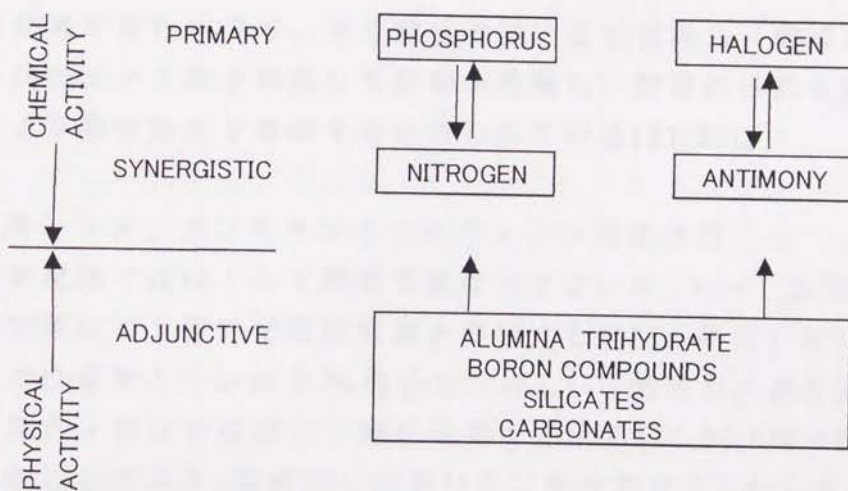 CHEMICAL
ACTIVITY
PRIMARY
PHOSPHORUS
HALOGEN
SYNERGISTIC
NITROGEN
ANTIMONY
PHYSICAL
ACTIVITY
ADJUNCTIVE
ALUMINA TRIHYDRATE
BORON COMPOUNDS
SILICATES
CARBONATES